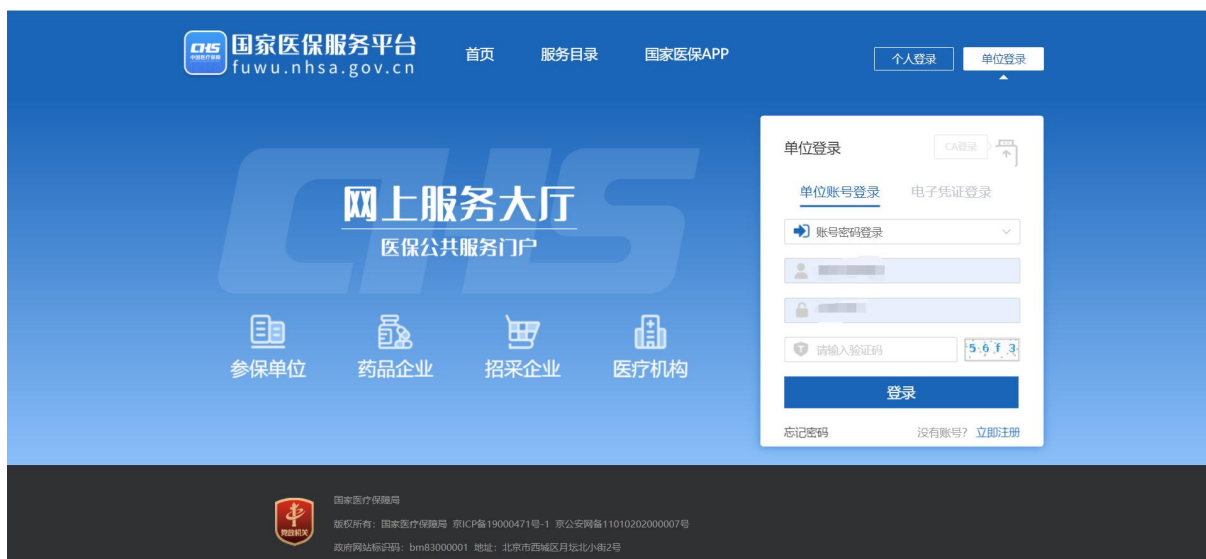 CHS
中国医疗保障
国家医保服务平台
fuwu.nhsa.gov.cn
首页 服务目录 国家医保APP
个人登录 单位登录
CHS
网上服务大厅
医保公共服务门户
参保单位 药品企业 招采企业 医疗机构
单位登录 CA登录
单位账号登录 电子凭证登录
账号密码登录
请输入验证码 56f3
登录
忘记密码 没有账号? 立即注册
党政机关
国家医疗保障局
版权所有：国家医疗保障局 京ICP备19000471号-1 京公安网备11010202000007号
政府网站标识码：bm83000001 地址：北京市西城区月坛北小街2号